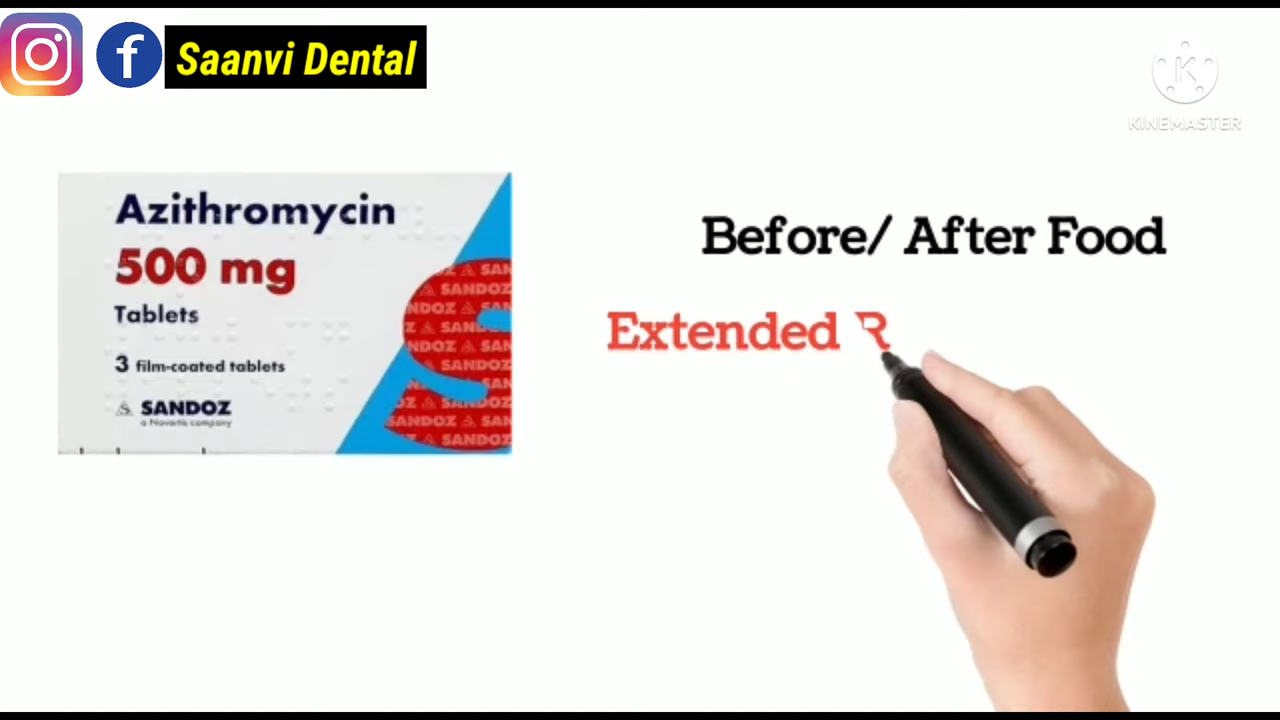 Saanvi Dental
KINEMASTER
Azithromycin
500 mg
Tablets
3 film-coated tablets
SANDOZ
a Novartis company
Before/ After Food
Extended R